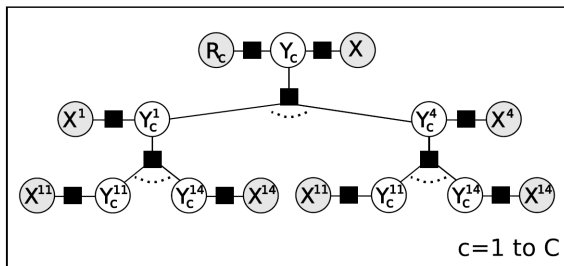 R_c Y_c X
X^1 Y_c^1 Y_c^4 X^4
X^11 Y_c^11 Y_c^14 X^14 X^11 Y_c^11 Y_c^14 X^14
c=1 to C